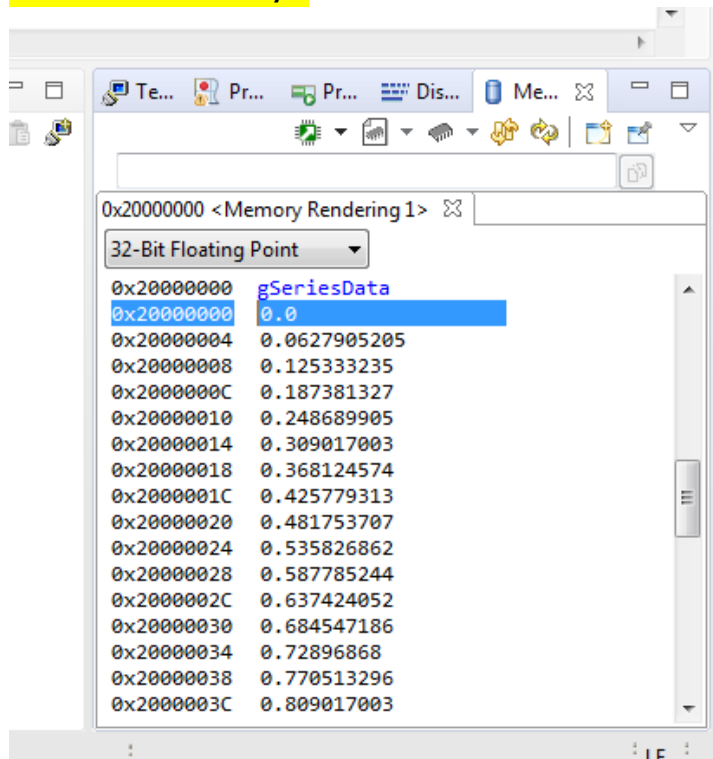 Te... Pr... Pr... Dis... Me...
0x20000000 <Memory Rendering 1>
32-Bit Floating Point
0x20000000 gSeriesData
0x20000000 0.0
0x20000004 0.0627905205
0x20000008 0.125333235
0x2000000C 0.187381327
0x20000010 0.248689905
0x20000014 0.309017003
0x20000018 0.368124574
0x2000001C 0.425779313
0x20000020 0.481753707
0x20000024 0.535826862
0x20000028 0.587785244
0x2000002C 0.637424052
0x20000030 0.684547186
0x20000034 0.72896868
0x20000038 0.770513296
0x2000003C 0.809017003